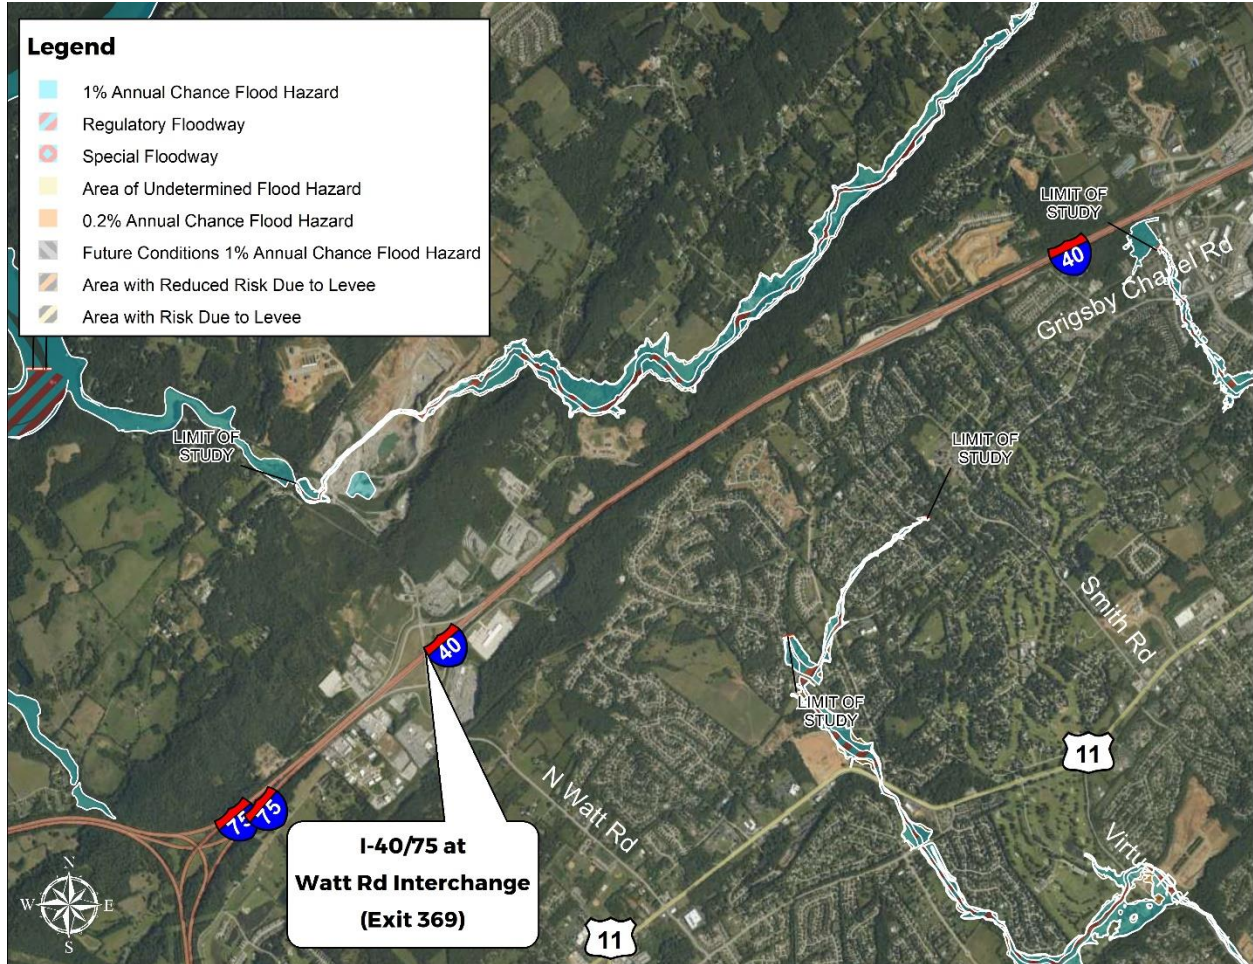 Legend
1% Annual Chance Flood Hazard
Regulatory Floodway
Special Floodway
Area of Undetermined Flood Hazard
0.2% Annual Chance Flood Hazard
Future Conditions 1% Annual Chance Flood Hazard
Area with Reduced Risk Due to Levee
Area with Risk Due to Levee
LIMIT OF
STUDY
40
Grigsby Chapel Rd
LIMIT OF
STUDY
LIMIT OF
STUDY
Smith Rd
40
LIMIT OF
STUDY
11
N Watt Rd
75
75
I-40/75 at
Watt Rd Interchange
(Exit 369)
Virtu
11
N
W
E
S